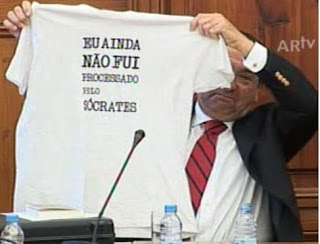 ARtv
EU AINDA
NÃO FUI
PROCESSADO
PELO
SÓCRATES